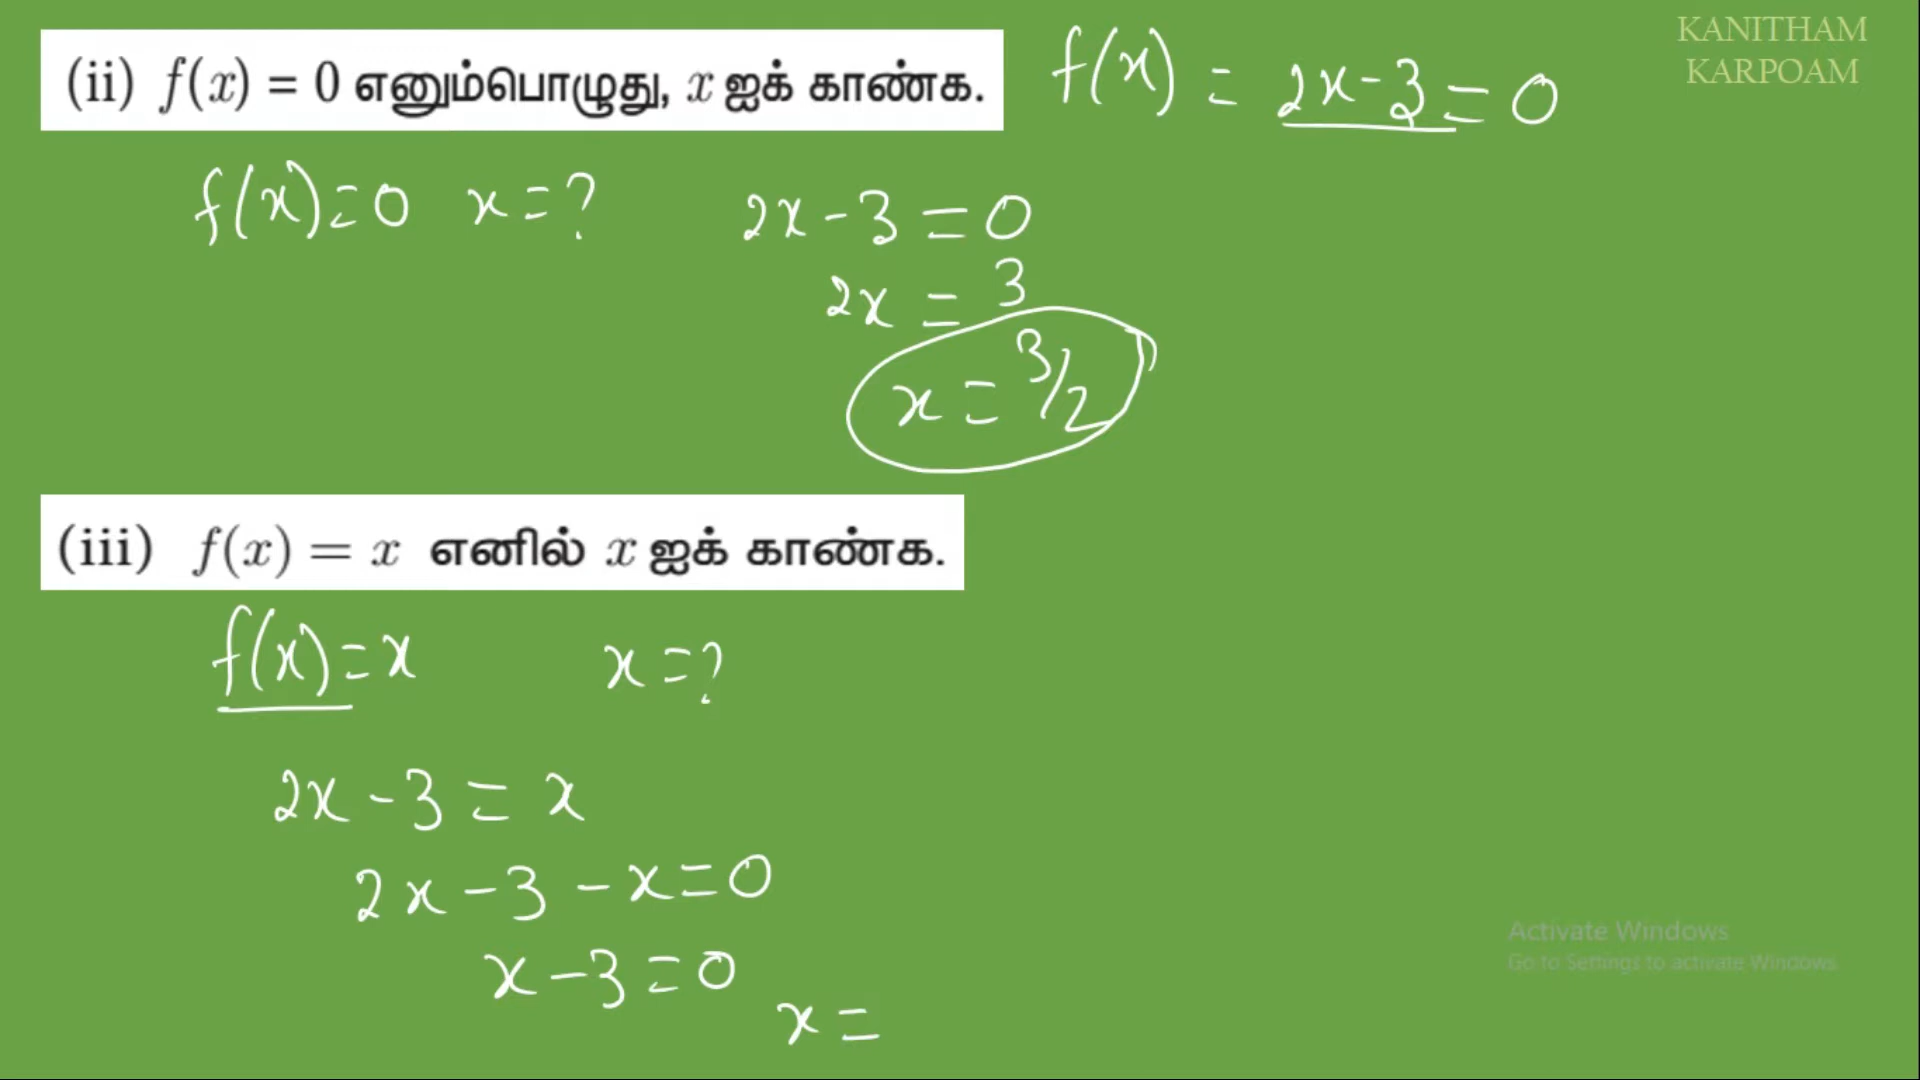 (ii) f(x) = 0 எனும்பொழுது, x ஐக் காண்க.
f(x) = 2x-3 = 0
KANITHAM
KARPOAM
f(x)=0 x=?
2x-3=0
2x = 3
x = 3/2
(iii) f(x) = x எனில் x ஐக் காண்க.
f(x)=x x=?
2x-3=x
2x-3-x=0
x-3=0
x=
Activate Windows
Go to Settings to activate Windows.